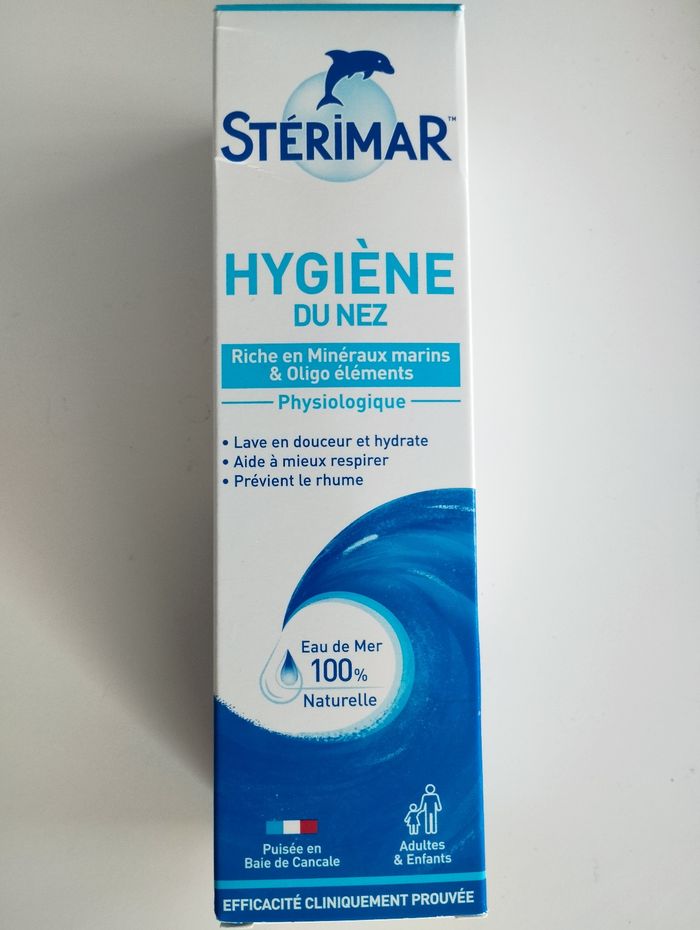 STÉRIMAR™
HYGIÈNE
DU NEZ
Riche en Minéraux marins
& Oligo éléments
Physiologique
• Lave en douceur et hydrate
• Aide à mieux respirer
• Prévient le rhume
Eau de Mer
100%
Naturelle
Puisée en
Baie de Cancale
Adultes
& Enfants
EFFICACITÉ CLINIQUEMENT PROUVÉE